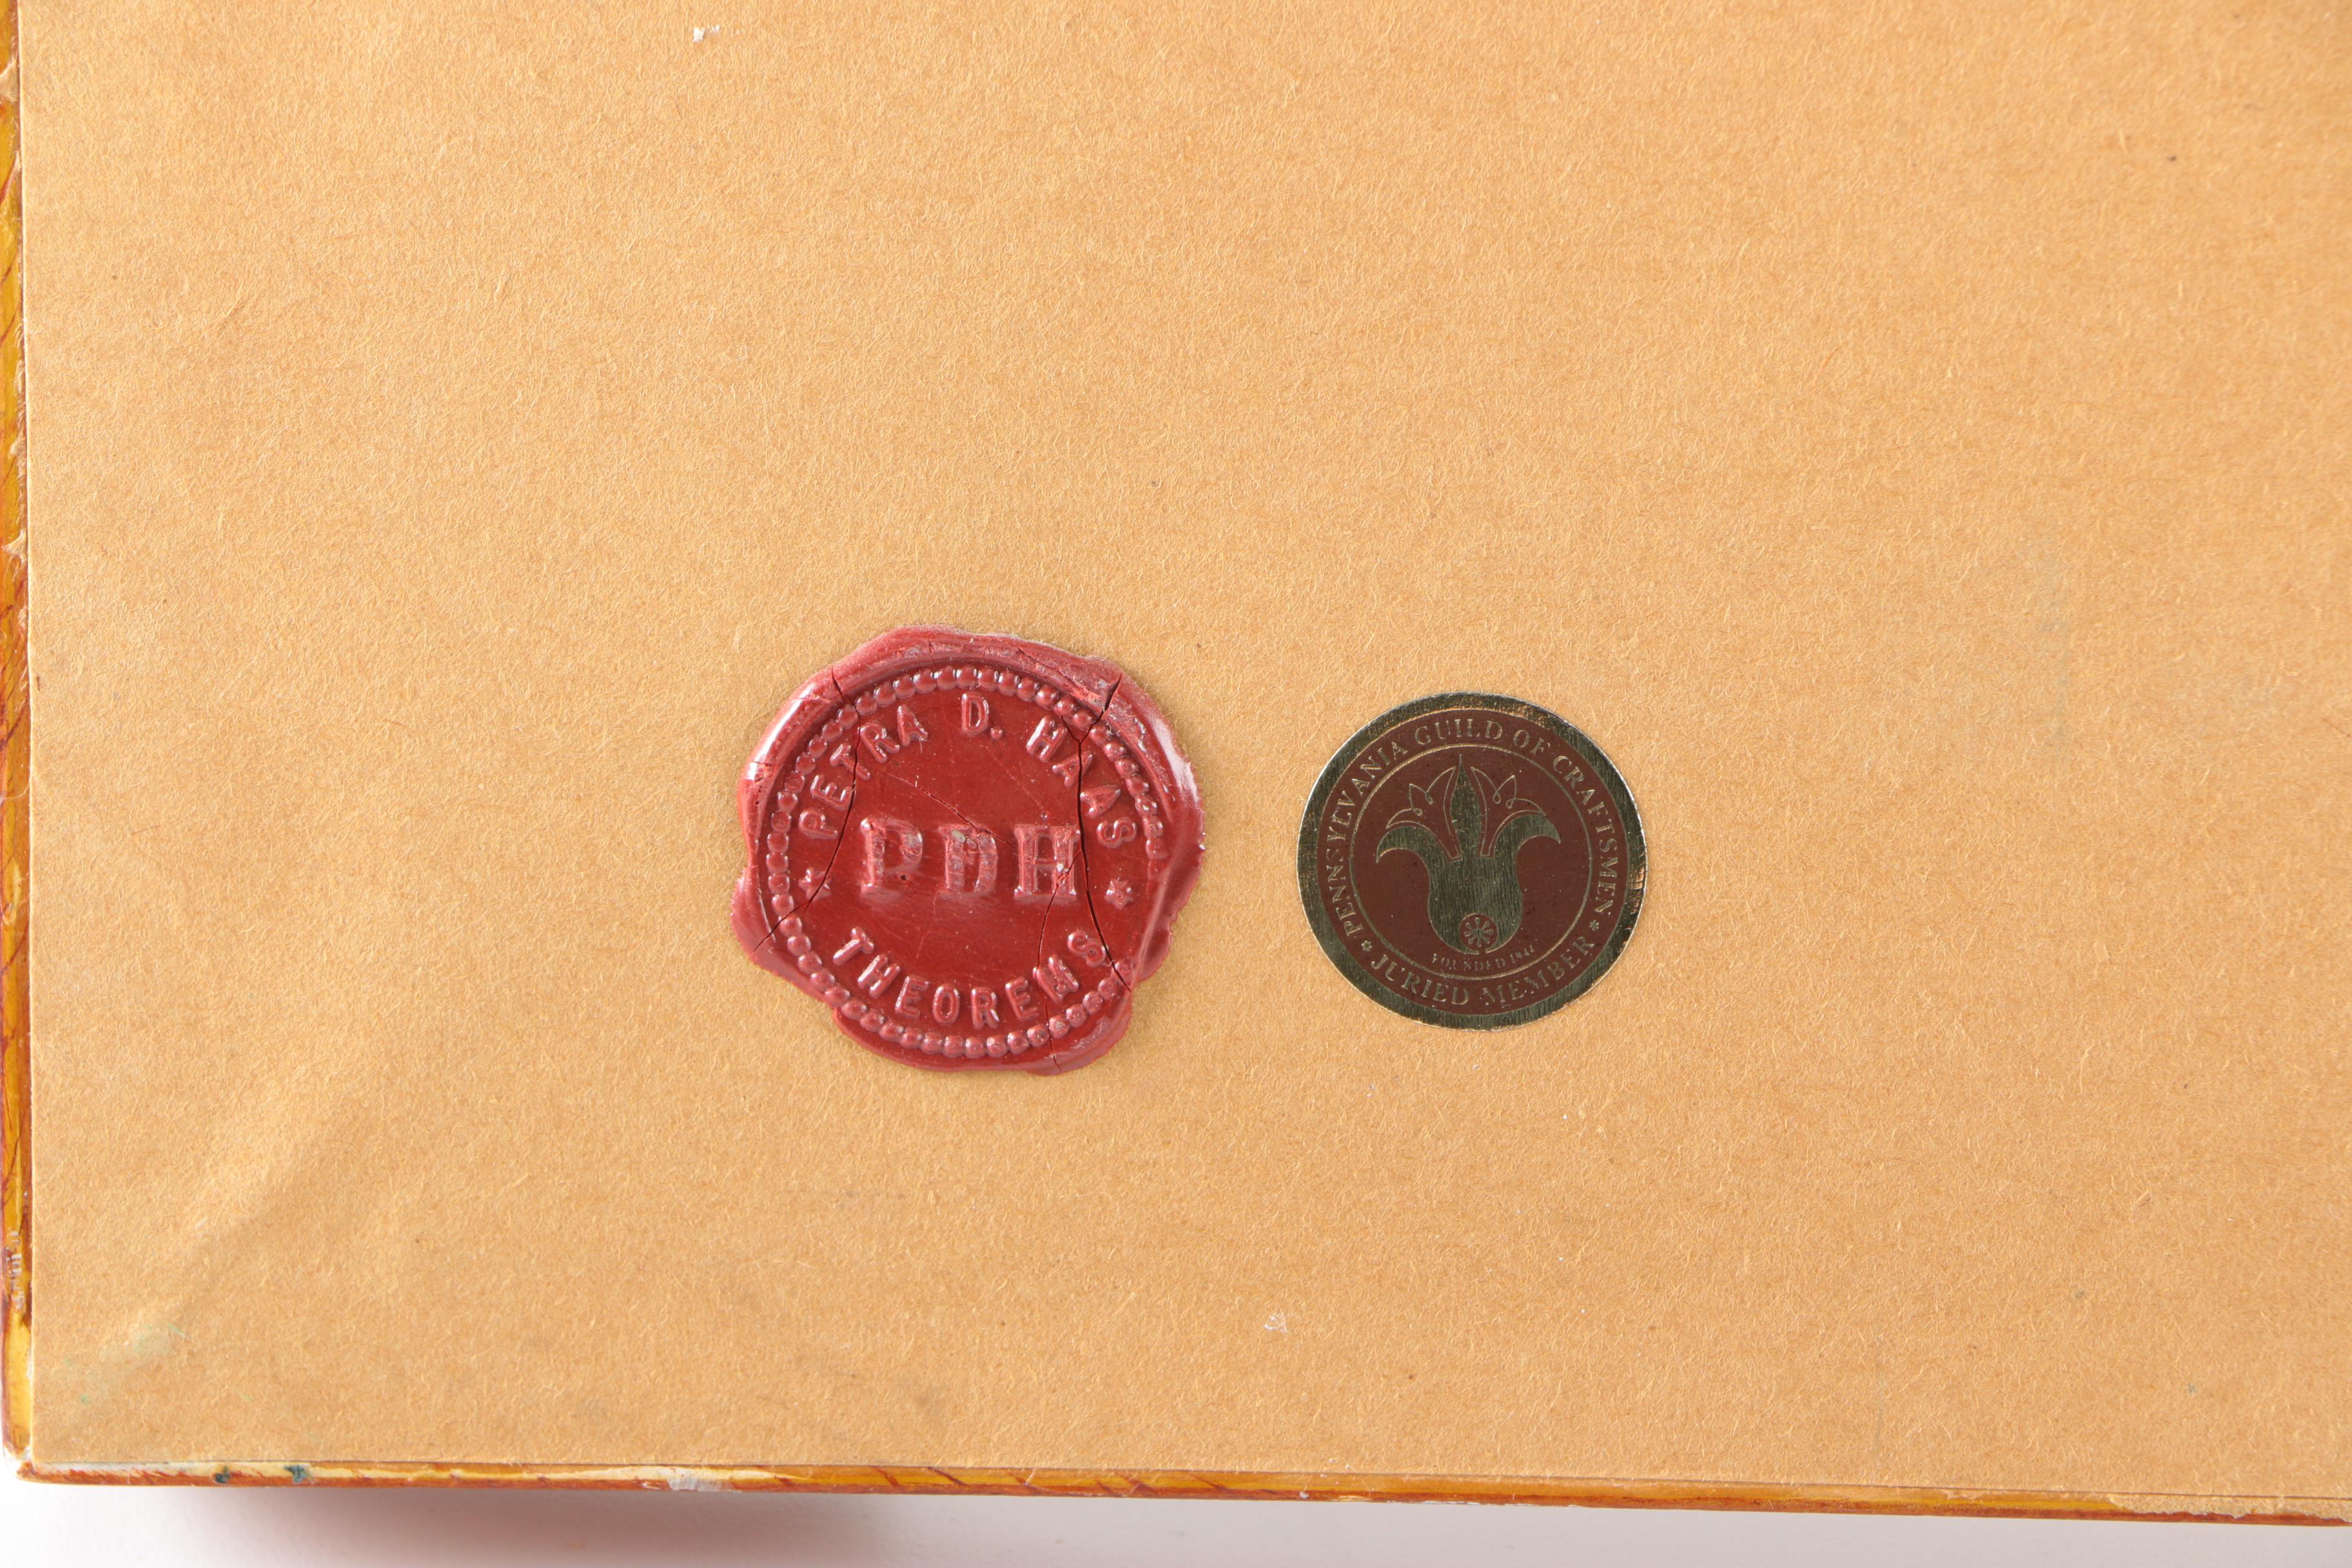 PETRA D. HAAS
PDH
THEOREMS
PENNSYLVANIA GUILD OF CRAFTSMEN
FOUNDED 1944
JURIED MEMBER